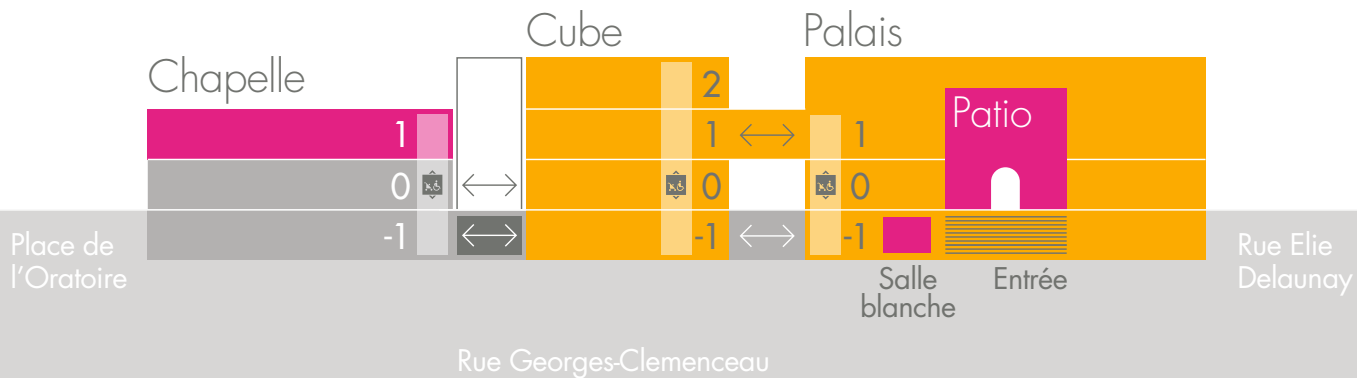 Cube
Palais
Chapelle
2
Patio
1
1
1
0
0
0
-1
-1
-1
Place de
l'Oratoire
Rue Elie
Delaunay
Salle
blanche
Entrée
Rue Georges-Clemenceau